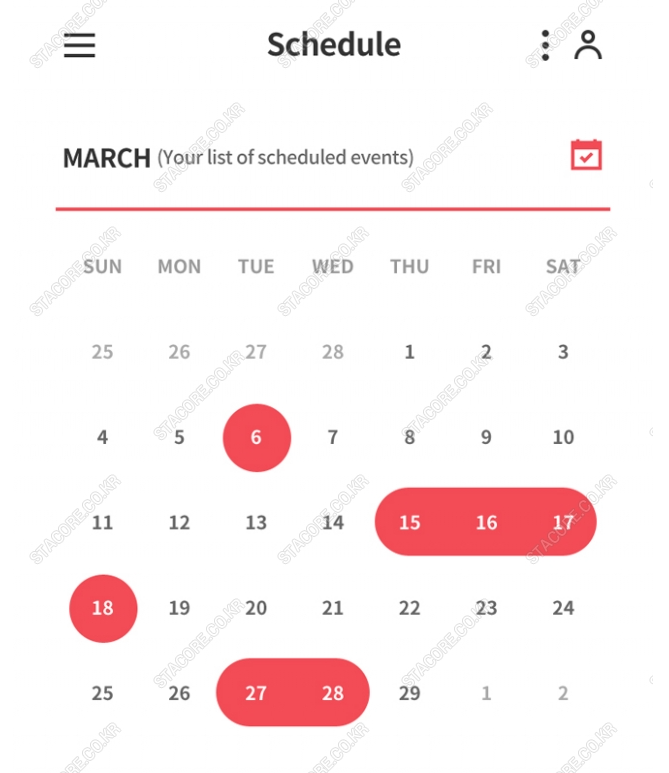 Schedule
MARCH (Your list of scheduled events)
SUN MON TUE WED THU FRI SAT
25 26 27 28 1 2 3
4 5 6 7 8 9 10
11 12 13 14 15 16 17
18 19 20 21 22 23 24
25 26 27 28 29 1 2
STACORE.CO.KR